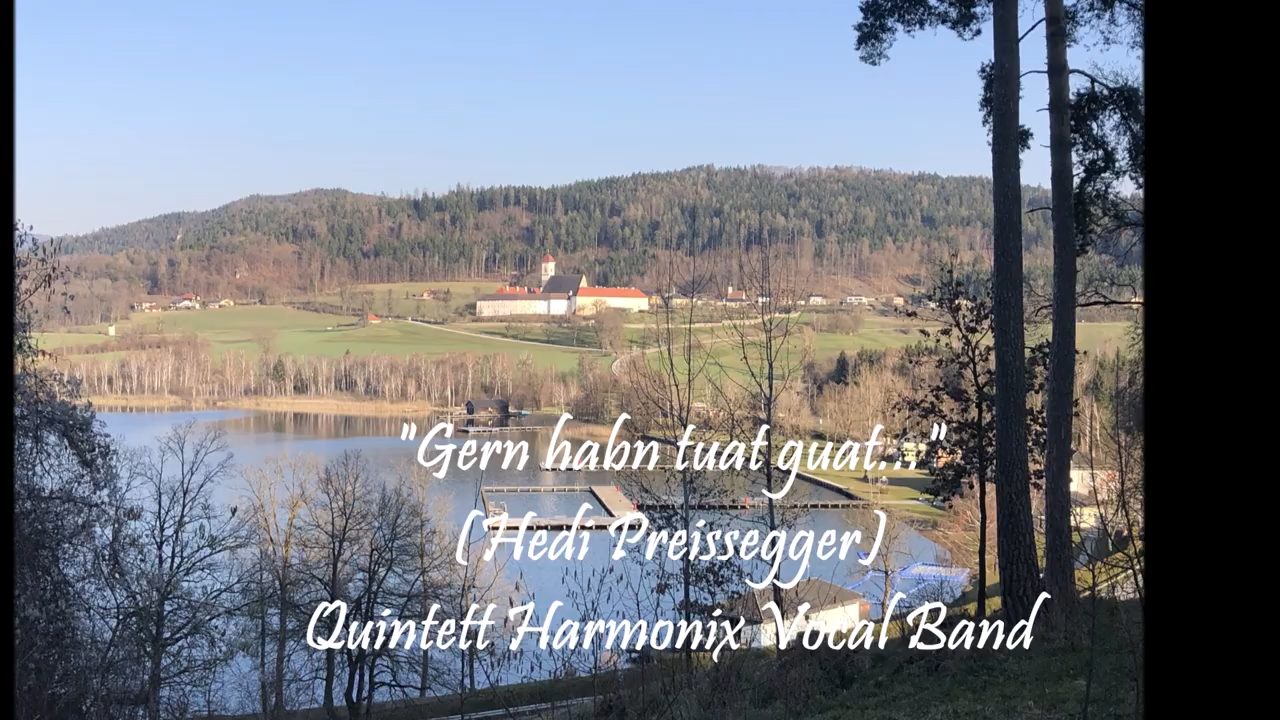 "Gern habn tuat guat..."
(Hedi Preissegger)
Quintett Harmonix Vocal Band